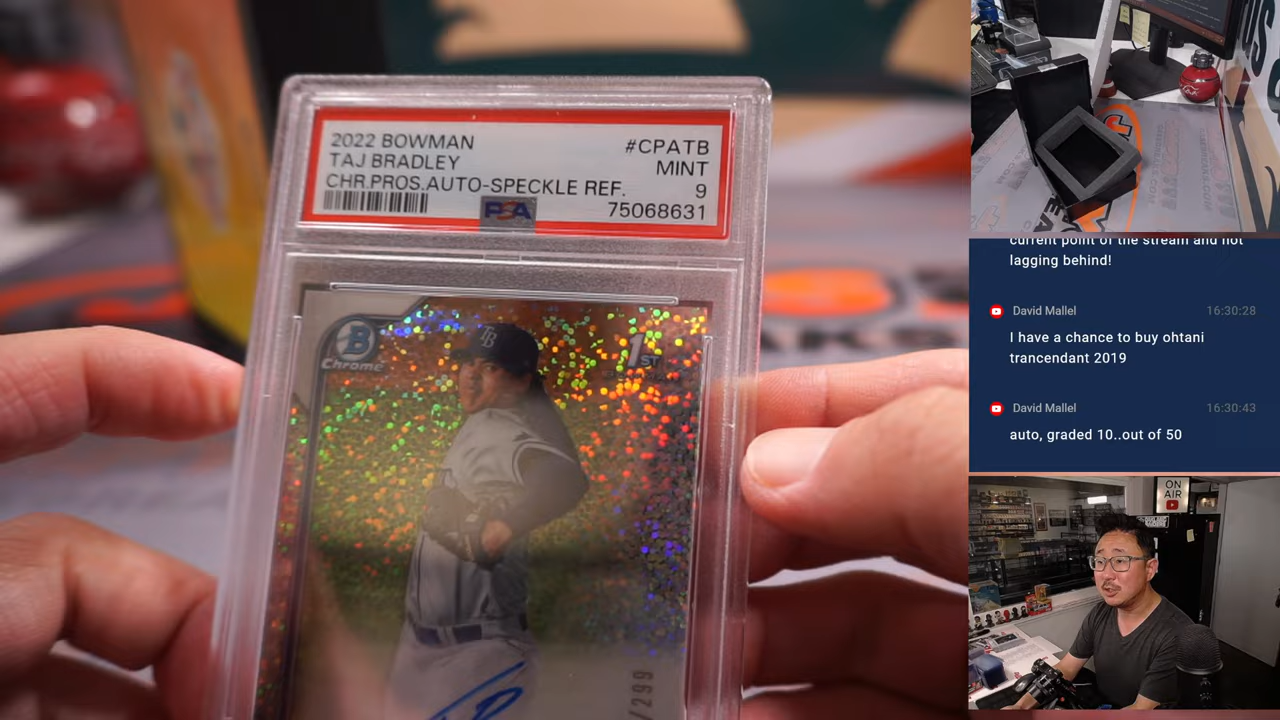 2022 BOWMAN #CPATB
TAJ BRADLEY MINT
CHR.PROS.AUTO-SPECKLE REF. 9
PSA 75068631
B
Chrome
TB
1ST
/299
current point of the stream and not
lagging behind!
David Mallel 16:30:28
I have a chance to buy ohtani
trancendant 2019
David Mallel 16:30:43
auto, graded 10..out of 50
ON
AIR